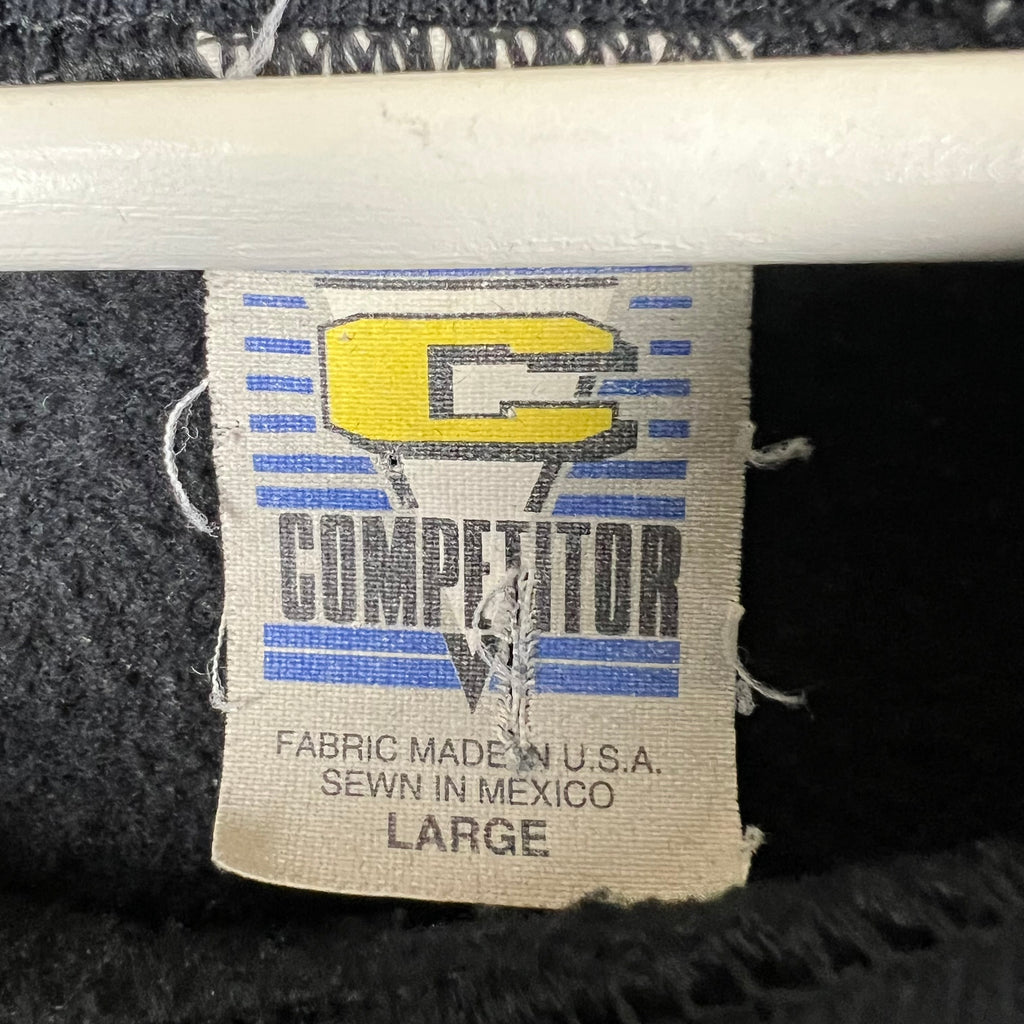 C
COMPETITOR
FABRIC MADE IN U.S.A.
SEWN IN MEXICO
LARGE